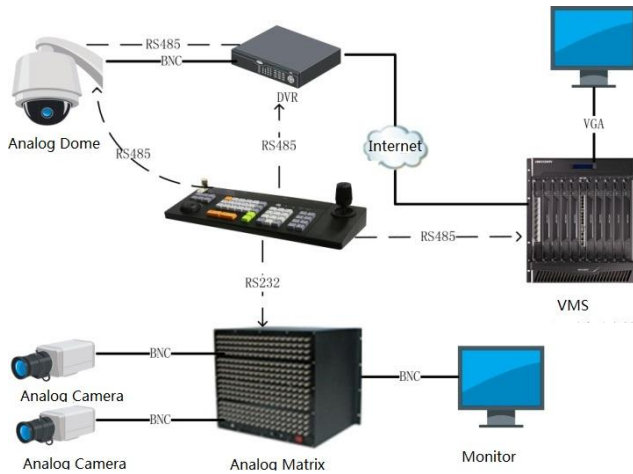 RS485
BNC
DVR
Analog Dome
RS485
RS485
Internet
VGA
RS485
VMS
RS232
BNC
Analog Camera
BNC
Analog Camera
Analog Matrix
BNC
Monitor